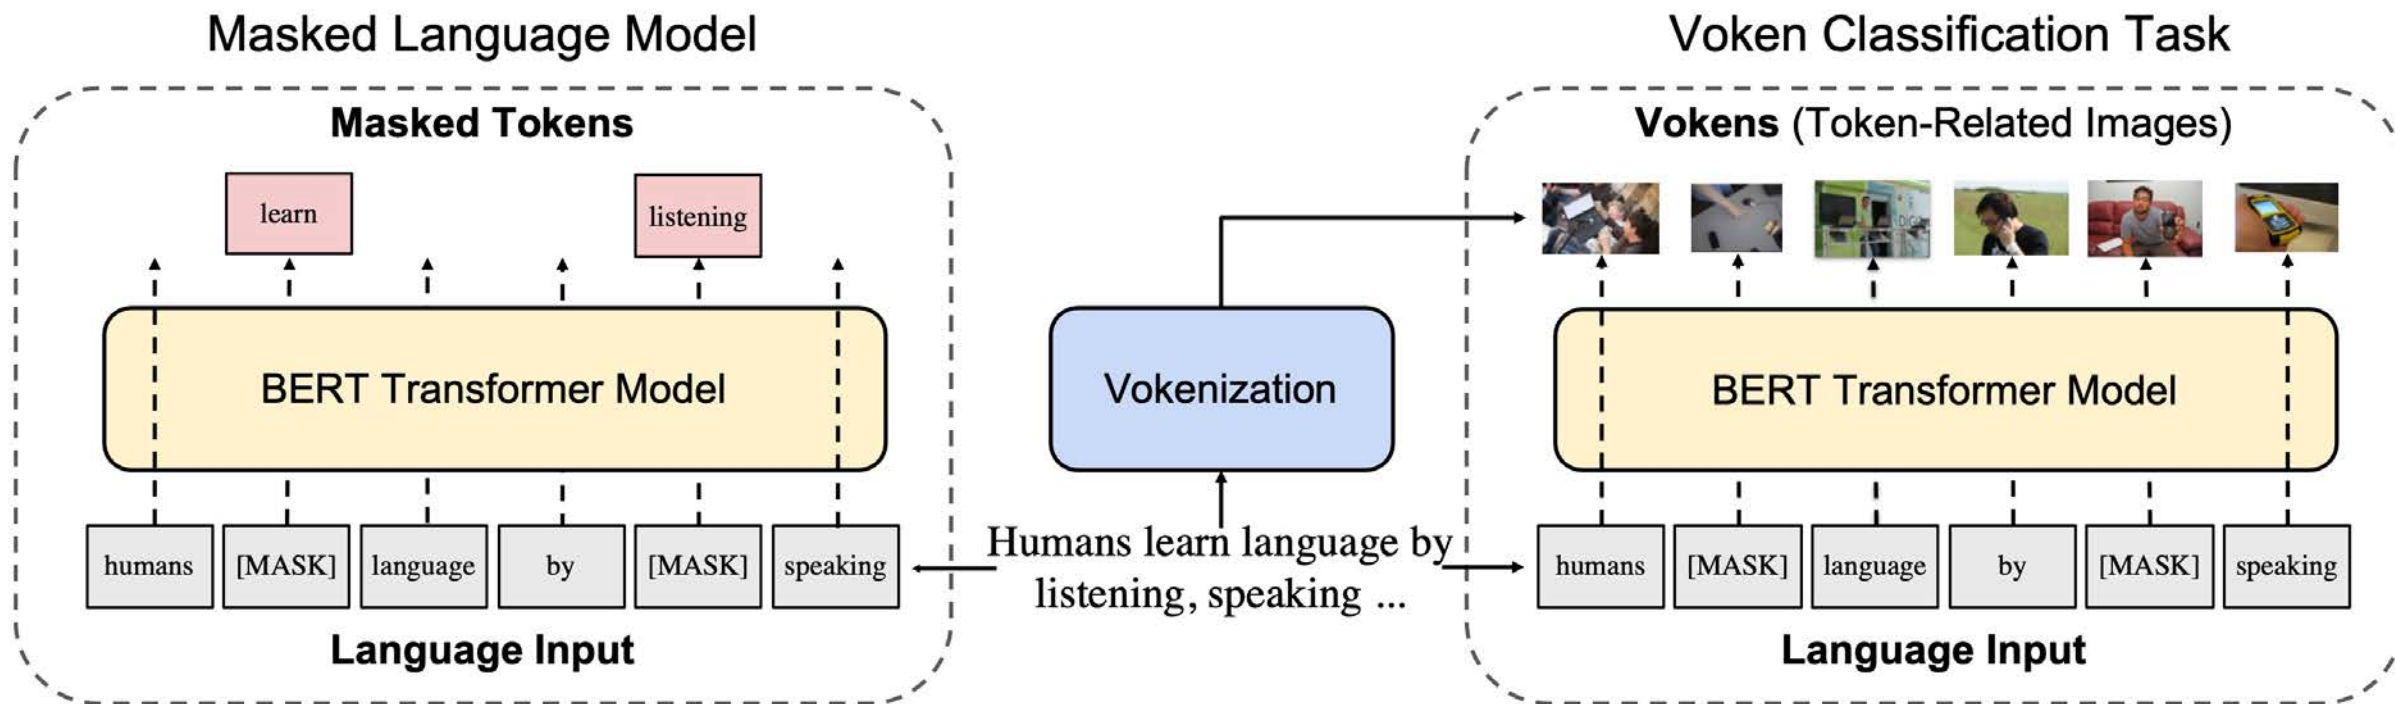 Masked Language Model
Voken Classification Task
Masked Tokens
learn
listening
BERT Transformer Model
humans
[MASK]
language
by
[MASK]
speaking
Language Input
Vokenization
Humans learn language by
listening, speaking ...
Vokens (Token-Related Images)
DIGI
BERT Transformer Model
humans
[MASK]
language
by
[MASK]
speaking
Language Input